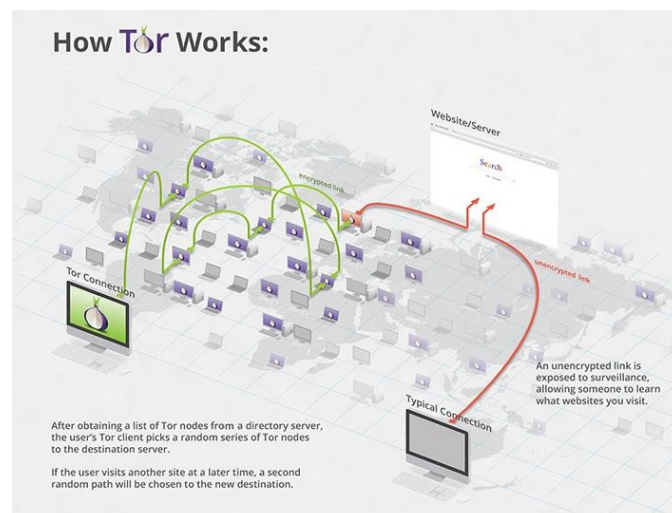 How Tor Works:
Website/Server
Search
encrypted link
unencrypted link
Tor Connection
An unencrypted link is
exposed to surveillance,
allowing someone to learn
what websites you visit.
Typical Connection
After obtaining a list of Tor nodes from a directory server,
the user's Tor client picks a random series of Tor nodes
to the destination server.
If the user visits another site at a later time, a second
random path will be chosen to the new destination.